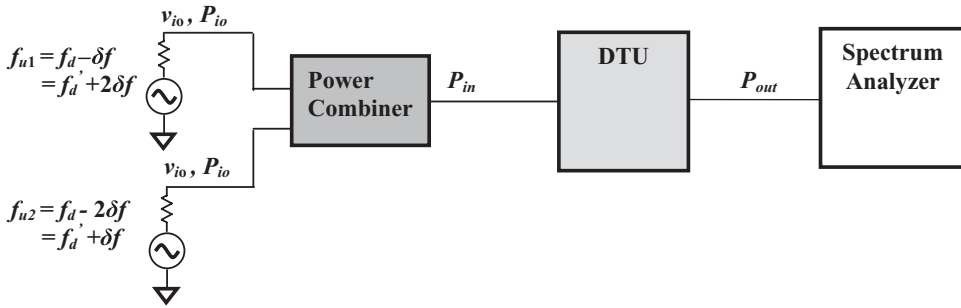 v_io, P_io
f_u1 = f_d – δf
= f_d' + 2δf
Power
Combiner
P_in
DTU
P_out
Spectrum
Analyzer
v_io, P_io
f_u2 = f_d - 2δf
= f_d' + δf